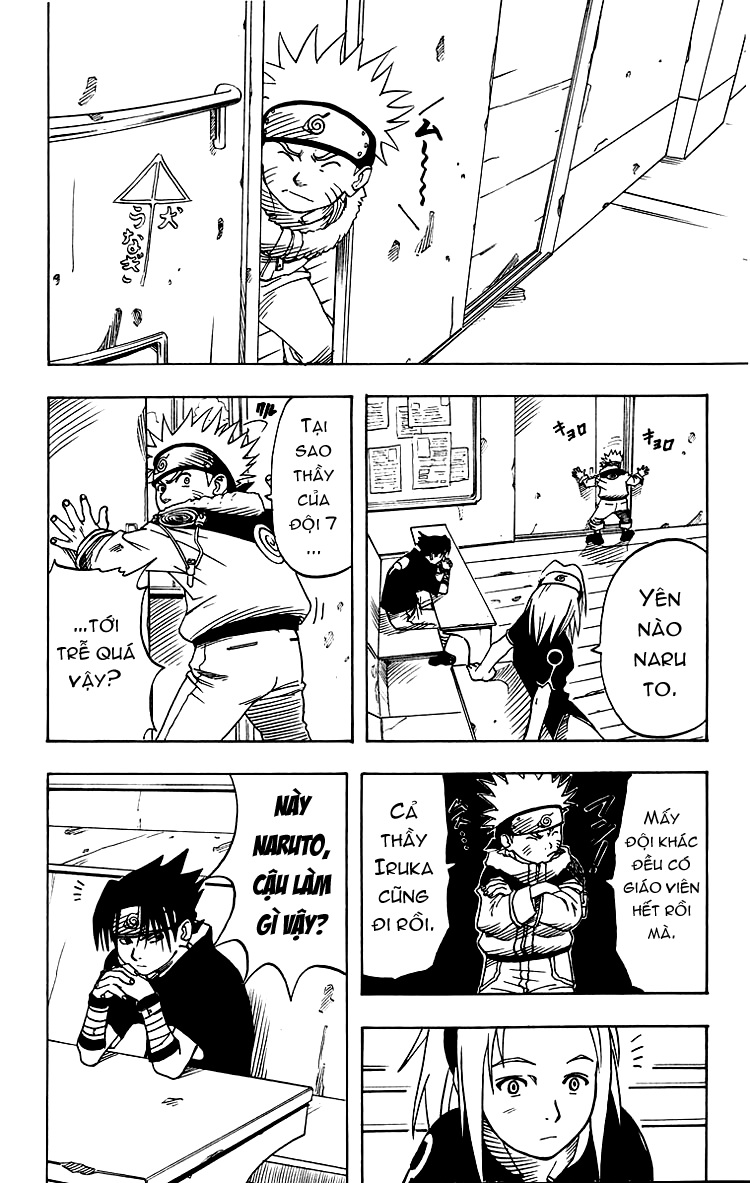 ムー
犬
うなぎ
キョロ
キョロ
YÊN
NÀO
NARU
TO.
TẠI
SAO
THẦY
CỦA
ĐỘI 7
...
...TỚI
TRỄ QUÁ
VẬY?
MẤY
ĐỘI KHÁC
ĐỀU CÓ
GIÁO VIÊN
HẾT RỒI
MÀ.
CẢ
THẦY
IRUKA
CŨNG
ĐI RỒI.
NÀY
NARUTO,
CẬU LÀM
GÌ VẬY?